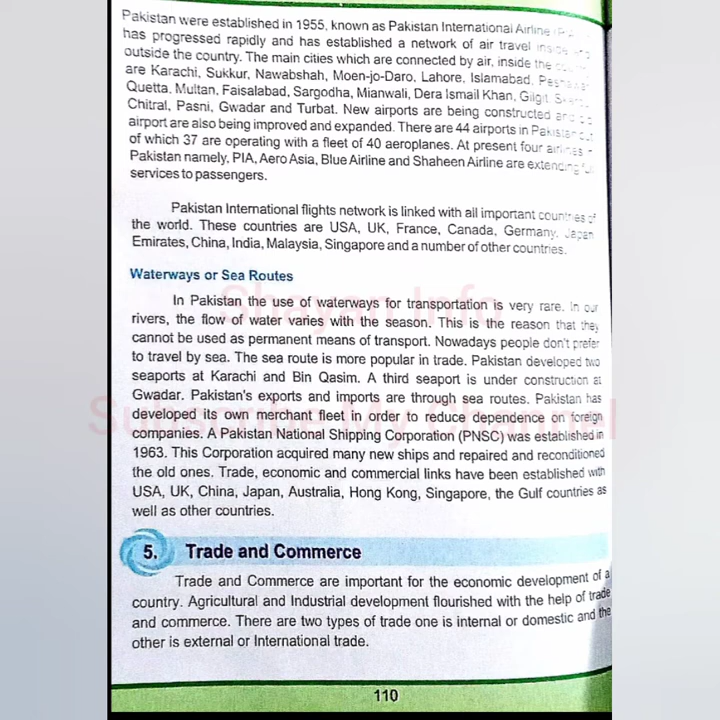 Pakistan were established in 1955, known as Pakistan International Airline
has progressed rapidly and has established a network of air travel inside and
outside the country. The main cities which are connected by air, inside the country
are Karachi, Sukkur, Nawabshah, Moen-jo-Daro, Lahore, Islamabad, Peshawar
Quetta, Multan, Faisalabad, Sargodha, Mianwali, Dera Ismail Khan, Gilgit,
Chitral, Pasni, Gwadar and Turbat. New airports are being constructed and
airport are also being improved and expanded. There are 44 airports in Pakistan out
of which 37 are operating with a fleet of 40 aeroplanes. At present four airlines
Pakistan namely, PIA, Aero Asia, Blue Airline and Shaheen Airline are extending
services to passengers.
Pakistan International flights network is linked with all important countries of
the world. These countries are USA, UK, France, Canada, Germany, Japan
Emirates, China, India, Malaysia, Singapore and a number of other countries.
Waterways or Sea Routes
In Pakistan the use of waterways for transportation is very rare. In our
rivers, the flow of water varies with the season. This is the reason that they
cannot be used as permanent means of transport. Nowadays people don't prefer
to travel by sea. The sea route is more popular in trade. Pakistan developed two
seaports at Karachi and Bin Qasim. A third seaport is under construction at
Gwadar. Pakistan's exports and imports are through sea routes. Pakistan has
developed its own merchant fleet in order to reduce dependence on foreign
companies. A Pakistan National Shipping Corporation (PNSC) was established in
1963. This Corporation acquired many new ships and repaired and reconditioned
the old ones. Trade, economic and commercial links have been established with
USA, UK, China, Japan, Australia, Hong Kong, Singapore, the Gulf countries as
well as other countries.
5. Trade and Commerce
Trade and Commerce are important for the economic development of a
country. Agricultural and Industrial development flourished with the help of trade
and commerce. There are two types of trade one is internal or domestic and the
other is external or International trade.
110
Shayan Info
Subscribe My Channel